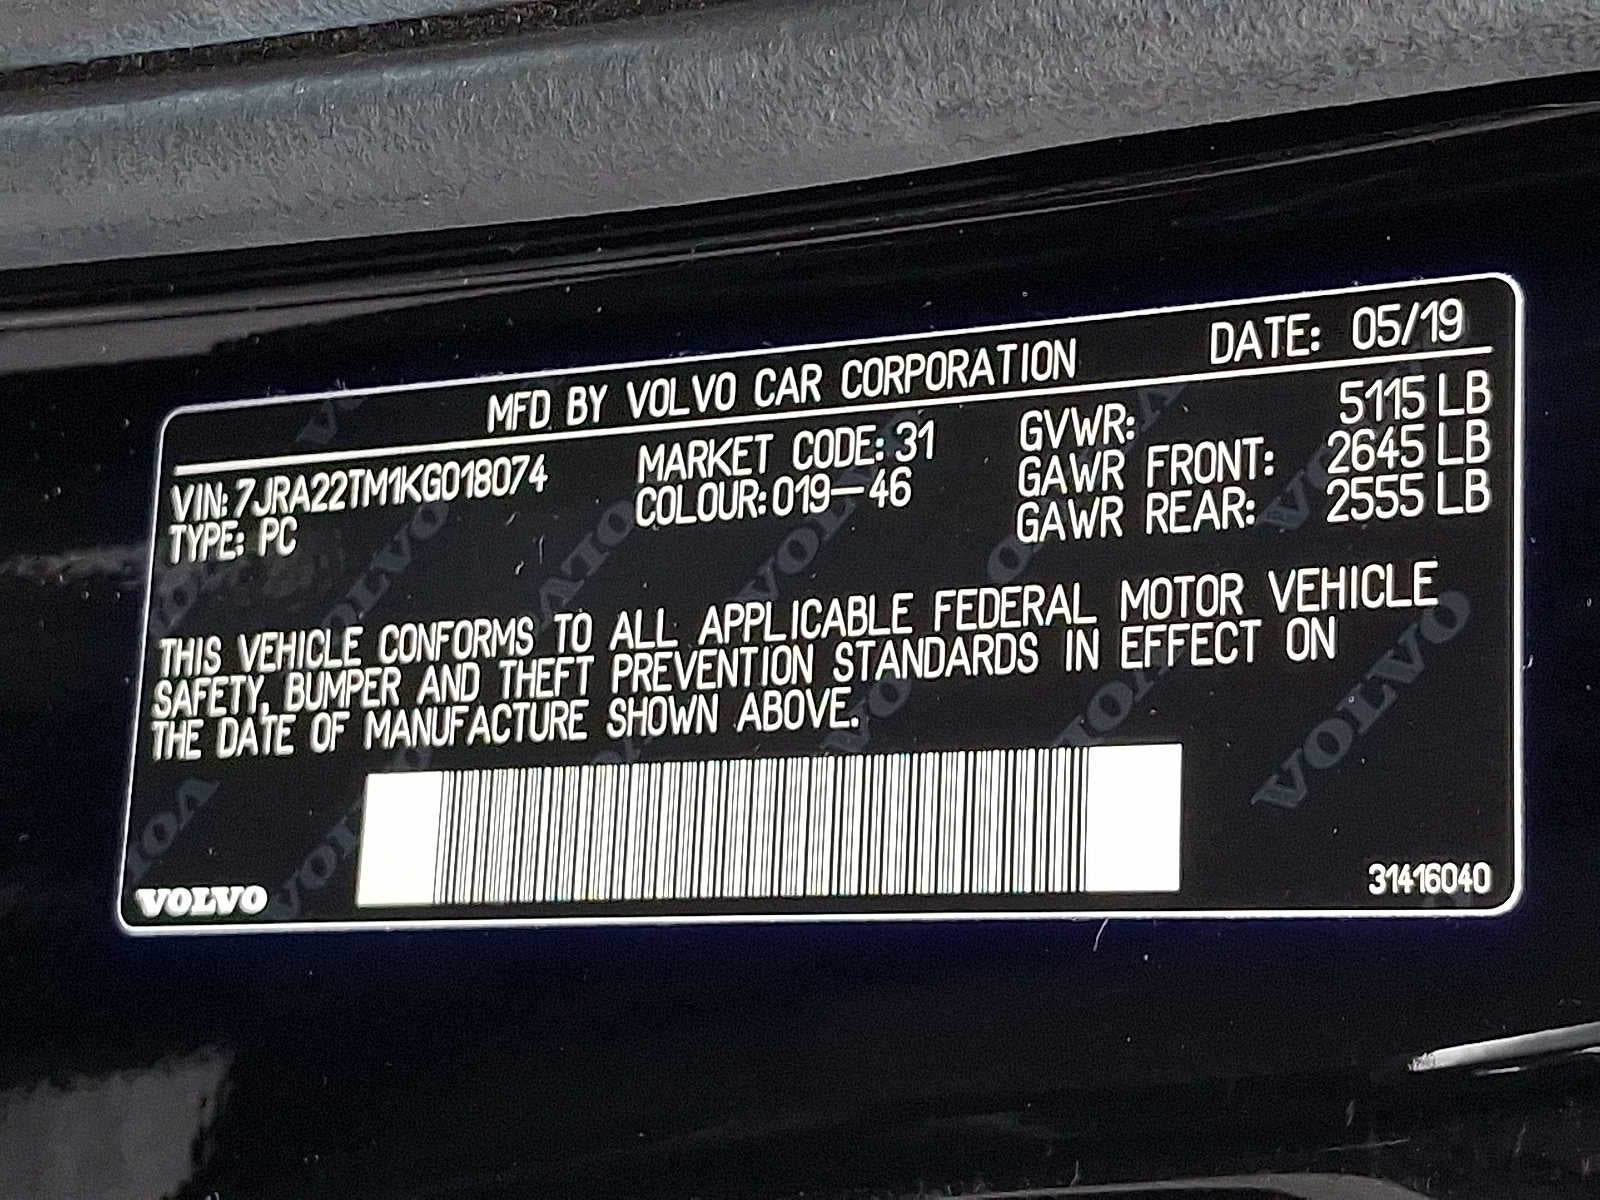 MFD BY VOLVO CAR CORPORATION DATE: 05/19
VIN: 7JRA22TM1KG018074 MARKET CODE: 31 GVWR: 5115 LB
TYPE: PC COLOUR: 019-46 GAWR FRONT: 2645 LB
GAWR REAR: 2555 LB
THIS VEHICLE CONFORMS TO ALL APPLICABLE FEDERAL MOTOR VEHICLE
SAFETY, BUMPER AND THEFT PREVENTION STANDARDS IN EFFECT ON
THE DATE OF MANUFACTURE SHOWN ABOVE.
VOLVO 31416040